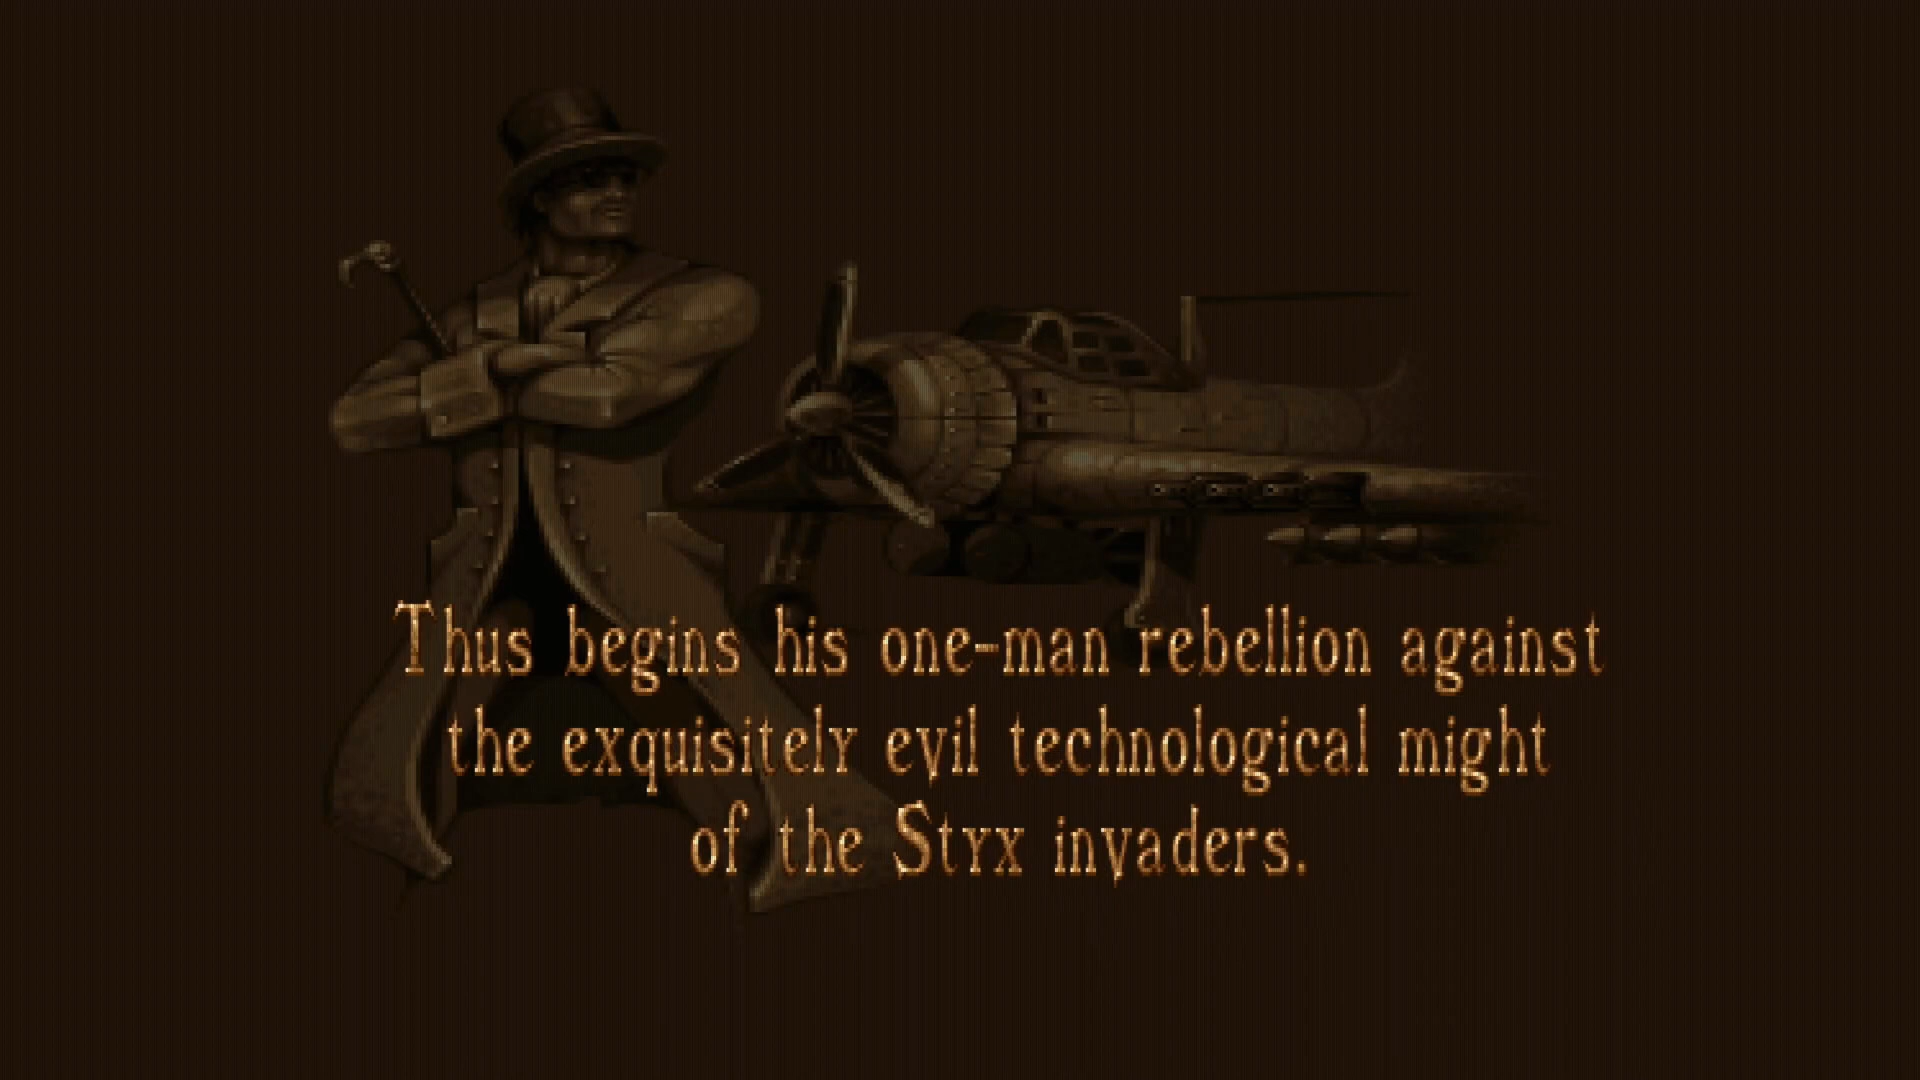 Thus begins his one-man rebellion against
the exquisitely evil technological might
of the Styx invaders.